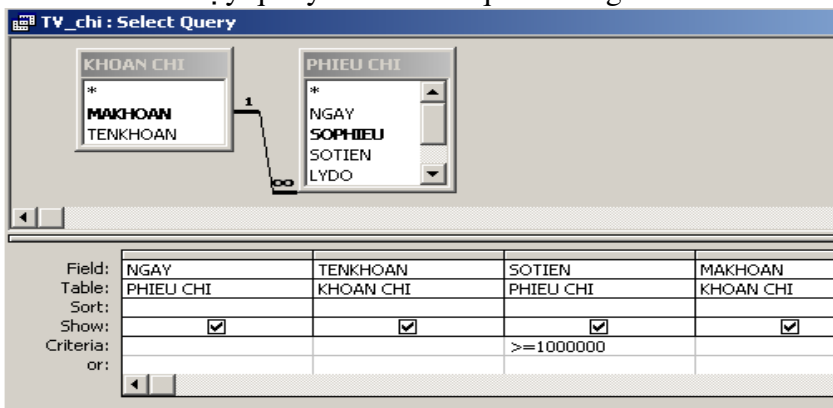 TV_chi : Select Query
KHOAN CHI
*
MAKHOAN
TENKHOAN
1
∞
PHIEU CHI
*
NGAY
SOPHIEU
SOTIEN
LYDO
Field: NGAY TENKHOAN SOTIEN MAKHOAN
Table: PHIEU CHI KHOAN CHI PHIEU CHI KHOAN CHI
Sort:
Show:
Criteria: >=1000000
or: